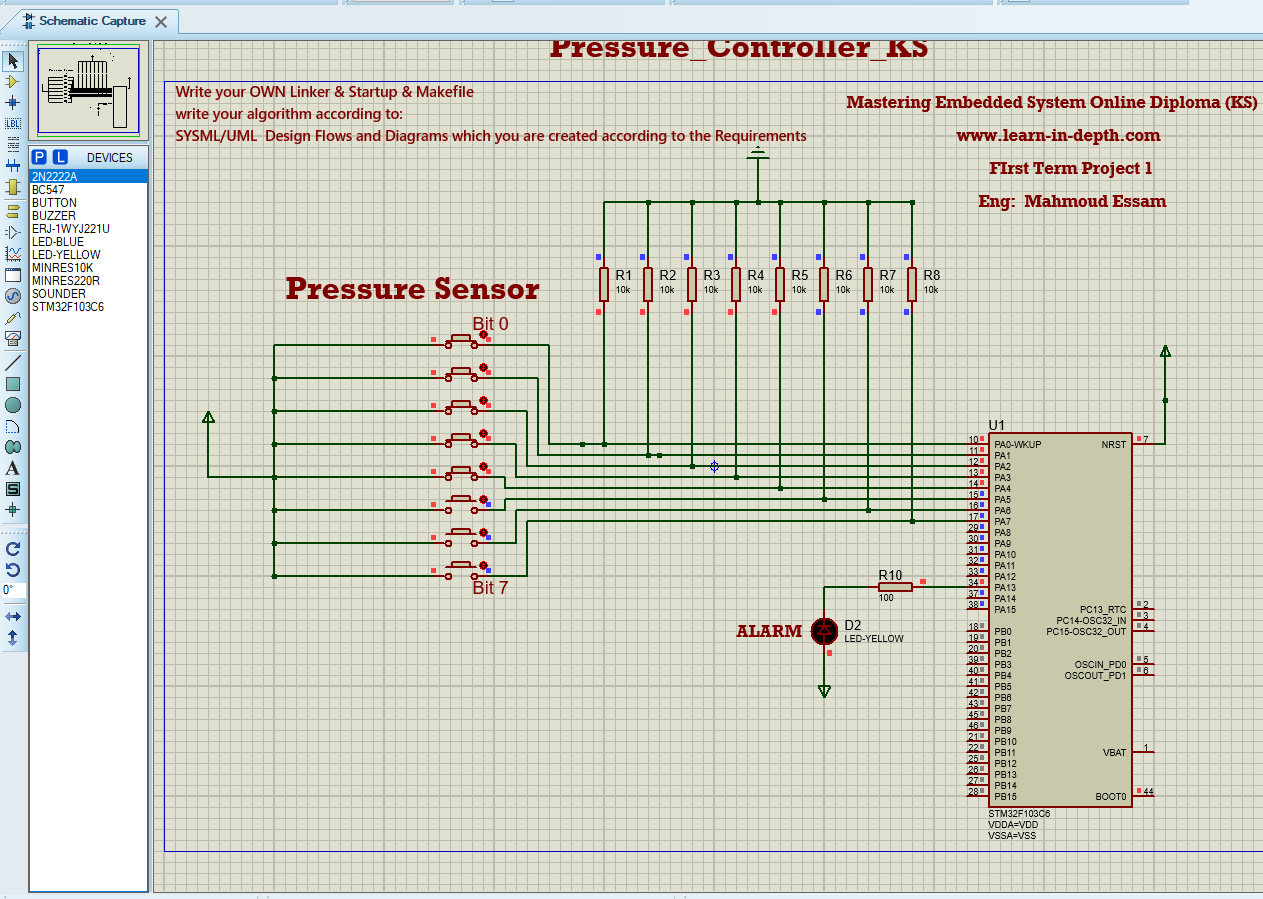 Schematic Capture
Pressure_Controller_KS
Write your OWN Linker & Startup & Makefile
write your algorithm according to:
SYSML/UML Design Flows and Diagrams which you are created according to the Requirements
Mastering Embedded System Online Diploma (KS)
www.learn-in-depth.com
FIrst Term Project 1
Eng: Mahmoud Essam
LBL
P L DEVICES
2N2222A
BC547
BUTTON
BUZZER
ERJ-1WYJ221U
LED-BLUE
LED-YELLOW
MINRES10K
MINRES220R
SOUNDER
STM32F103C6
A
S
0°
Pressure Sensor
Bit 0
Bit 7
R1
10k
R2
10k
R3
10k
R4
10k
R5
10k
R6
10k
R7
10k
R8
10k
R10
100
ALARM
D2
LED-YELLOW
U1
10 PA0-WKUP
11 PA1
12 PA2
13 PA3
14 PA4
15 PA5
16 PA6
17 PA7
29 PA8
30 PA9
31 PA10
32 PA11
33 PA12
34 PA13
37 PA14
38 PA15
18 PB0
19 PB1
20 PB2
39 PB3
40 PB4
41 PB5
42 PB6
43 PB7
45 PB8
46 PB9
21 PB10
22 PB11
25 PB12
26 PB13
27 PB14
28 PB15
NRST 7
PC13_RTC 2
PC14-OSC32_IN 3
PC15-OSC32_OUT 4
OSCIN_PD0 5
OSCOUT_PD1 6
VBAT 1
BOOT0 44
STM32F103C6
VDDA=VDD
VSSA=VSS